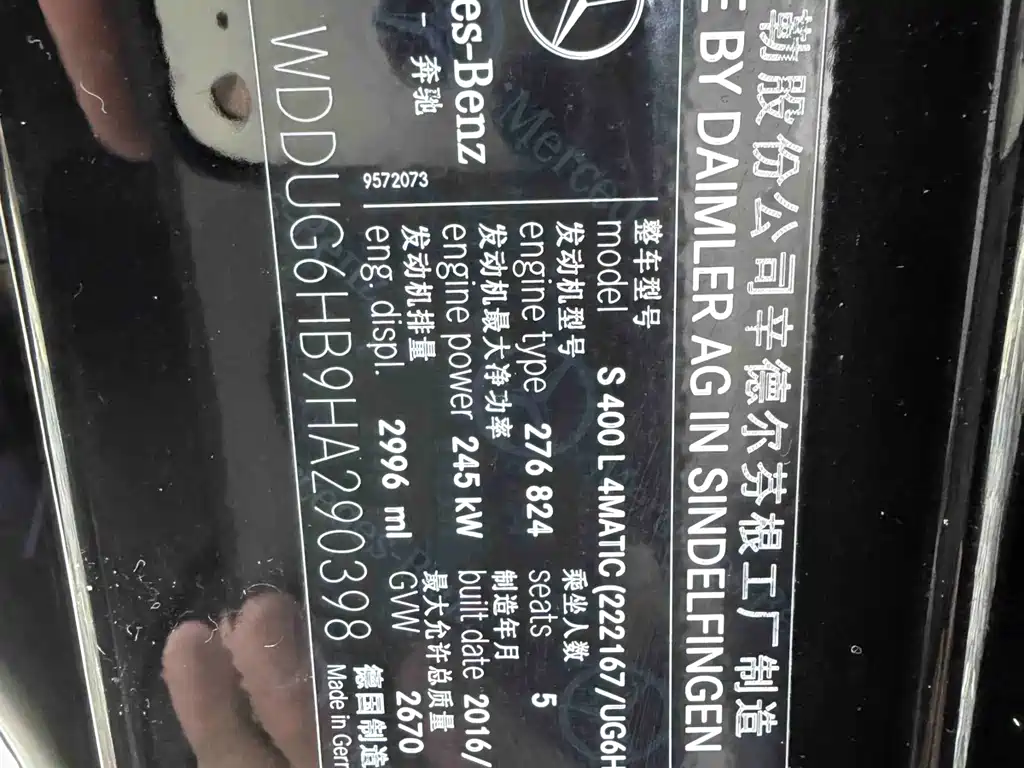 勒股份公司辛德尔芬根工厂制造
E BY DAIMLER AG IN SINDELFINGEN
es-Benz
- 奔驰
9572073
整车型号
model S 400 L 4MATIC (222167/UG6H
发动机型号 乘坐人数
engine type 276 824 seats 5
发动机最大净功率 制造年月
engine power 245 kW built date 2016/
发动机排量 最大允许总质量
eng. displ. 2996 ml GWW 2670
德国制造
WDDUG6HB9HA290398 Made in Germ